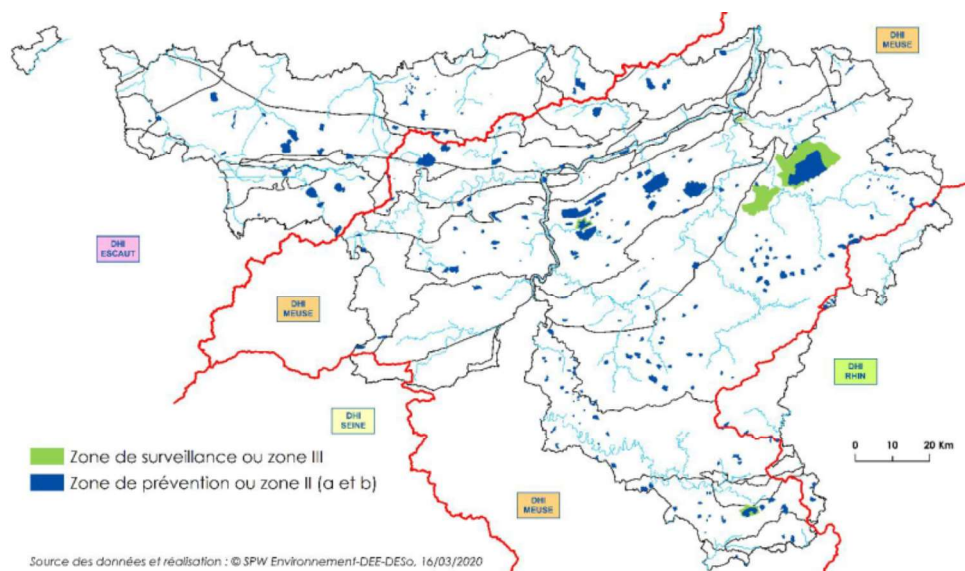 DHI
MEUSE
DHI
ESCAUT
DHI
MEUSE
DHI
RHIN
DHI
SEINE
0 10 20 Km
Zone de surveillance ou zone III
Zone de prévention ou zone II (a et b)
DHI
MEUSE
Source des données et réalisation : © SPW Environnement-DEE-DESo, 16/03/2020